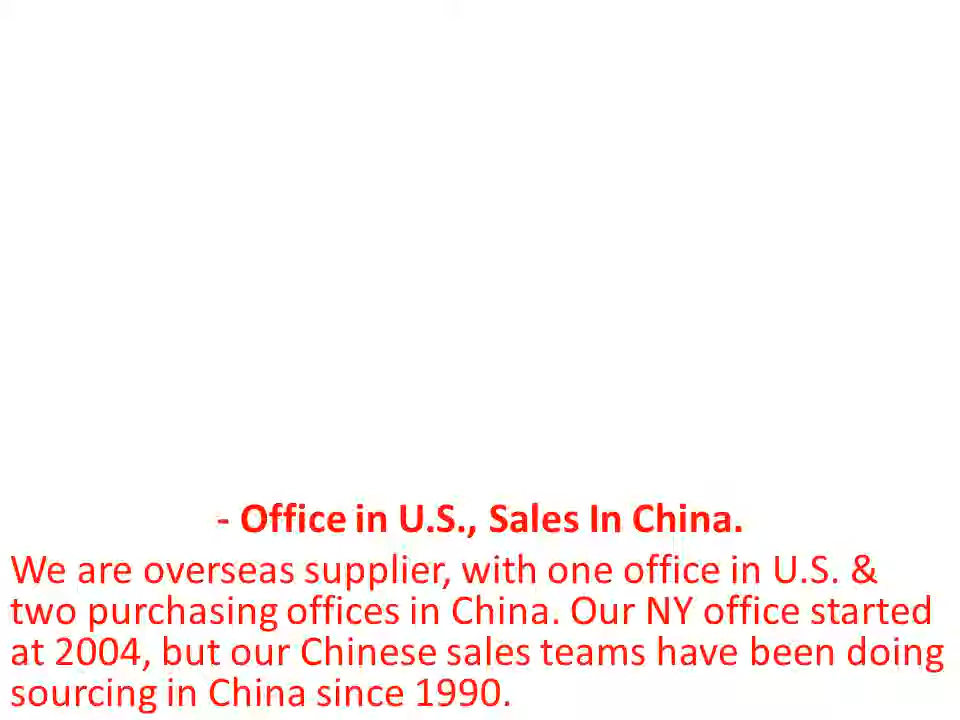 - Office in U.S., Sales In China.
We are overseas supplier, with one office in U.S. &
two purchasing offices in China. Our NY office started
at 2004, but our Chinese sales teams have been doing
sourcing in China since 1990.